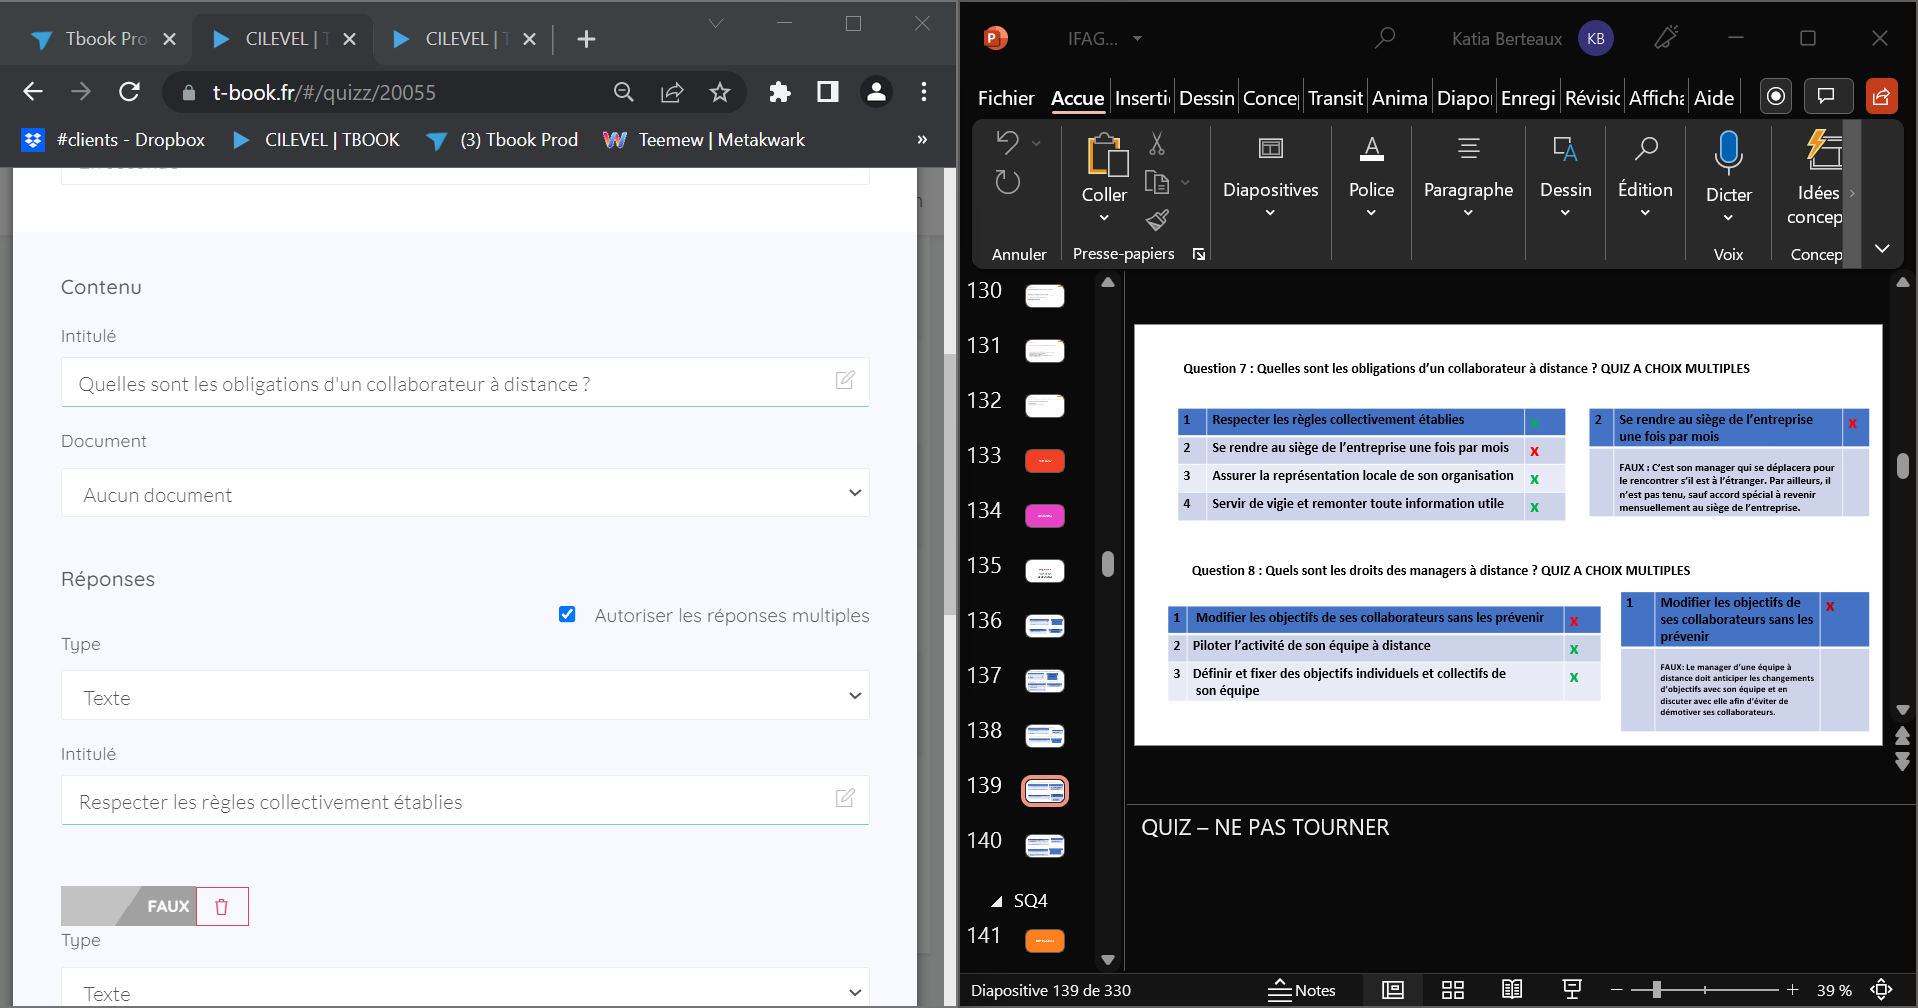 Tbook Pro
CILEVEL |
CILEVEL |
t-book.fr/#/quizz/20055
#clients - Dropbox
CILEVEL | TBOOK
(3) Tbook Prod
Teemew | Metakwark
»
Contenu
Intitulé
Quelles sont les obligations d'un collaborateur à distance ?
Document
Aucun document
Réponses
Autoriser les réponses multiples
Type
Texte
Intitulé
Respecter les règles collectivement établies
FAUX
Type
Texte
IFAG...
Katia Berteaux
KB
Fichier Accue Inserti Dessin Conce Transit Anima Diapo Enregi Révisic Affich Aide
Annuler
Coller
Presse-papiers
Diapositives
Police
Paragraphe
Dessin
Édition
Dicter
Voix
Idées
concep
Concep
130
131
132
133
134
135
136
137
138
139
140
SQ4
141
Question 7 : Quelles sont les obligations d'un collaborateur à distance ? QUIZ A CHOIX MULTIPLES
1 Respecter les règles collectivement établies x
2 Se rendre au siège de l'entreprise une fois par mois x
3 Assurer la représentation locale de son organisation x
4 Servir de vigie et remonter toute information utile x
2 Se rendre au siège de l'entreprise x
une fois par mois
FAUX : C'est son manager qui se déplacera pour
le rencontrer s'il est à l'étranger. Par ailleurs, il
n'est pas tenu, sauf accord spécial à revenir
mensuellement au siège de l'entreprise.
Question 8 : Quels sont les droits des managers à distance ? QUIZ A CHOIX MULTIPLES
1 Modifier les objectifs de ses collaborateurs sans les prévenir x
2 Piloter l'activité de son équipe à distance x
3 Définir et fixer des objectifs individuels et collectifs de x
son équipe
1 Modifier les objectifs de x
ses collaborateurs sans les
prévenir
FAUX: Le manager d'une équipe à
distance doit anticiper les changements
d'objectifs avec son équipe et en
discuter avec elle afin d'éviter de
démotiver ses collaborateurs.
QUIZ – NE PAS TOURNER
Diapositive 139 de 330
Notes
39 %